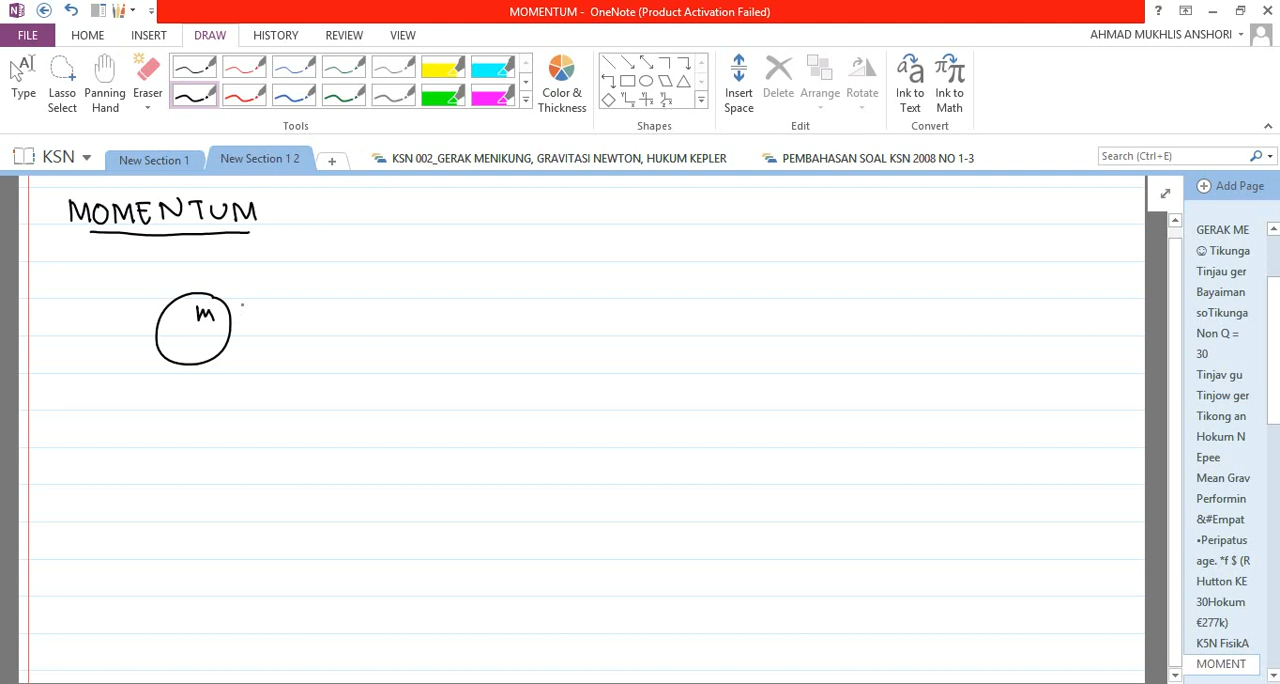 MOMENTUM - OneNote (Product Activation Failed)
FILE HOME INSERT DRAW HISTORY REVIEW VIEW
AHMAD MUKHLIS ANSHORI
Type
Lasso Select
Panning Hand
Eraser
Color & Thickness
Insert Space
Delete
Arrange
Rotate
Ink to Text
Ink to Math
Tools
Shapes
Edit
Convert
KSN
New Section 1
New Section 1 2
KSN 002_GERAK MENIKUNG, GRAVITASI NEWTON, HUKUM KEPLER
PEMBAHASAN SOAL KSN 2008 NO 1-3
Search (Ctrl+E)
Add Page
MOMENTUM
m
GERAK ME
Tikunga
Tinjau ger
Bayaiman
soTikunga
Non Q =
30
Tinjav gu
Tinjow ger
Tikong an
Hokum N
Epee
Mean Grav
Performin
&#Empat
•Peripatus
age. *f $ (R
Hutton KE
30Hokum
€277k)
K5N FisikA
MOMENT